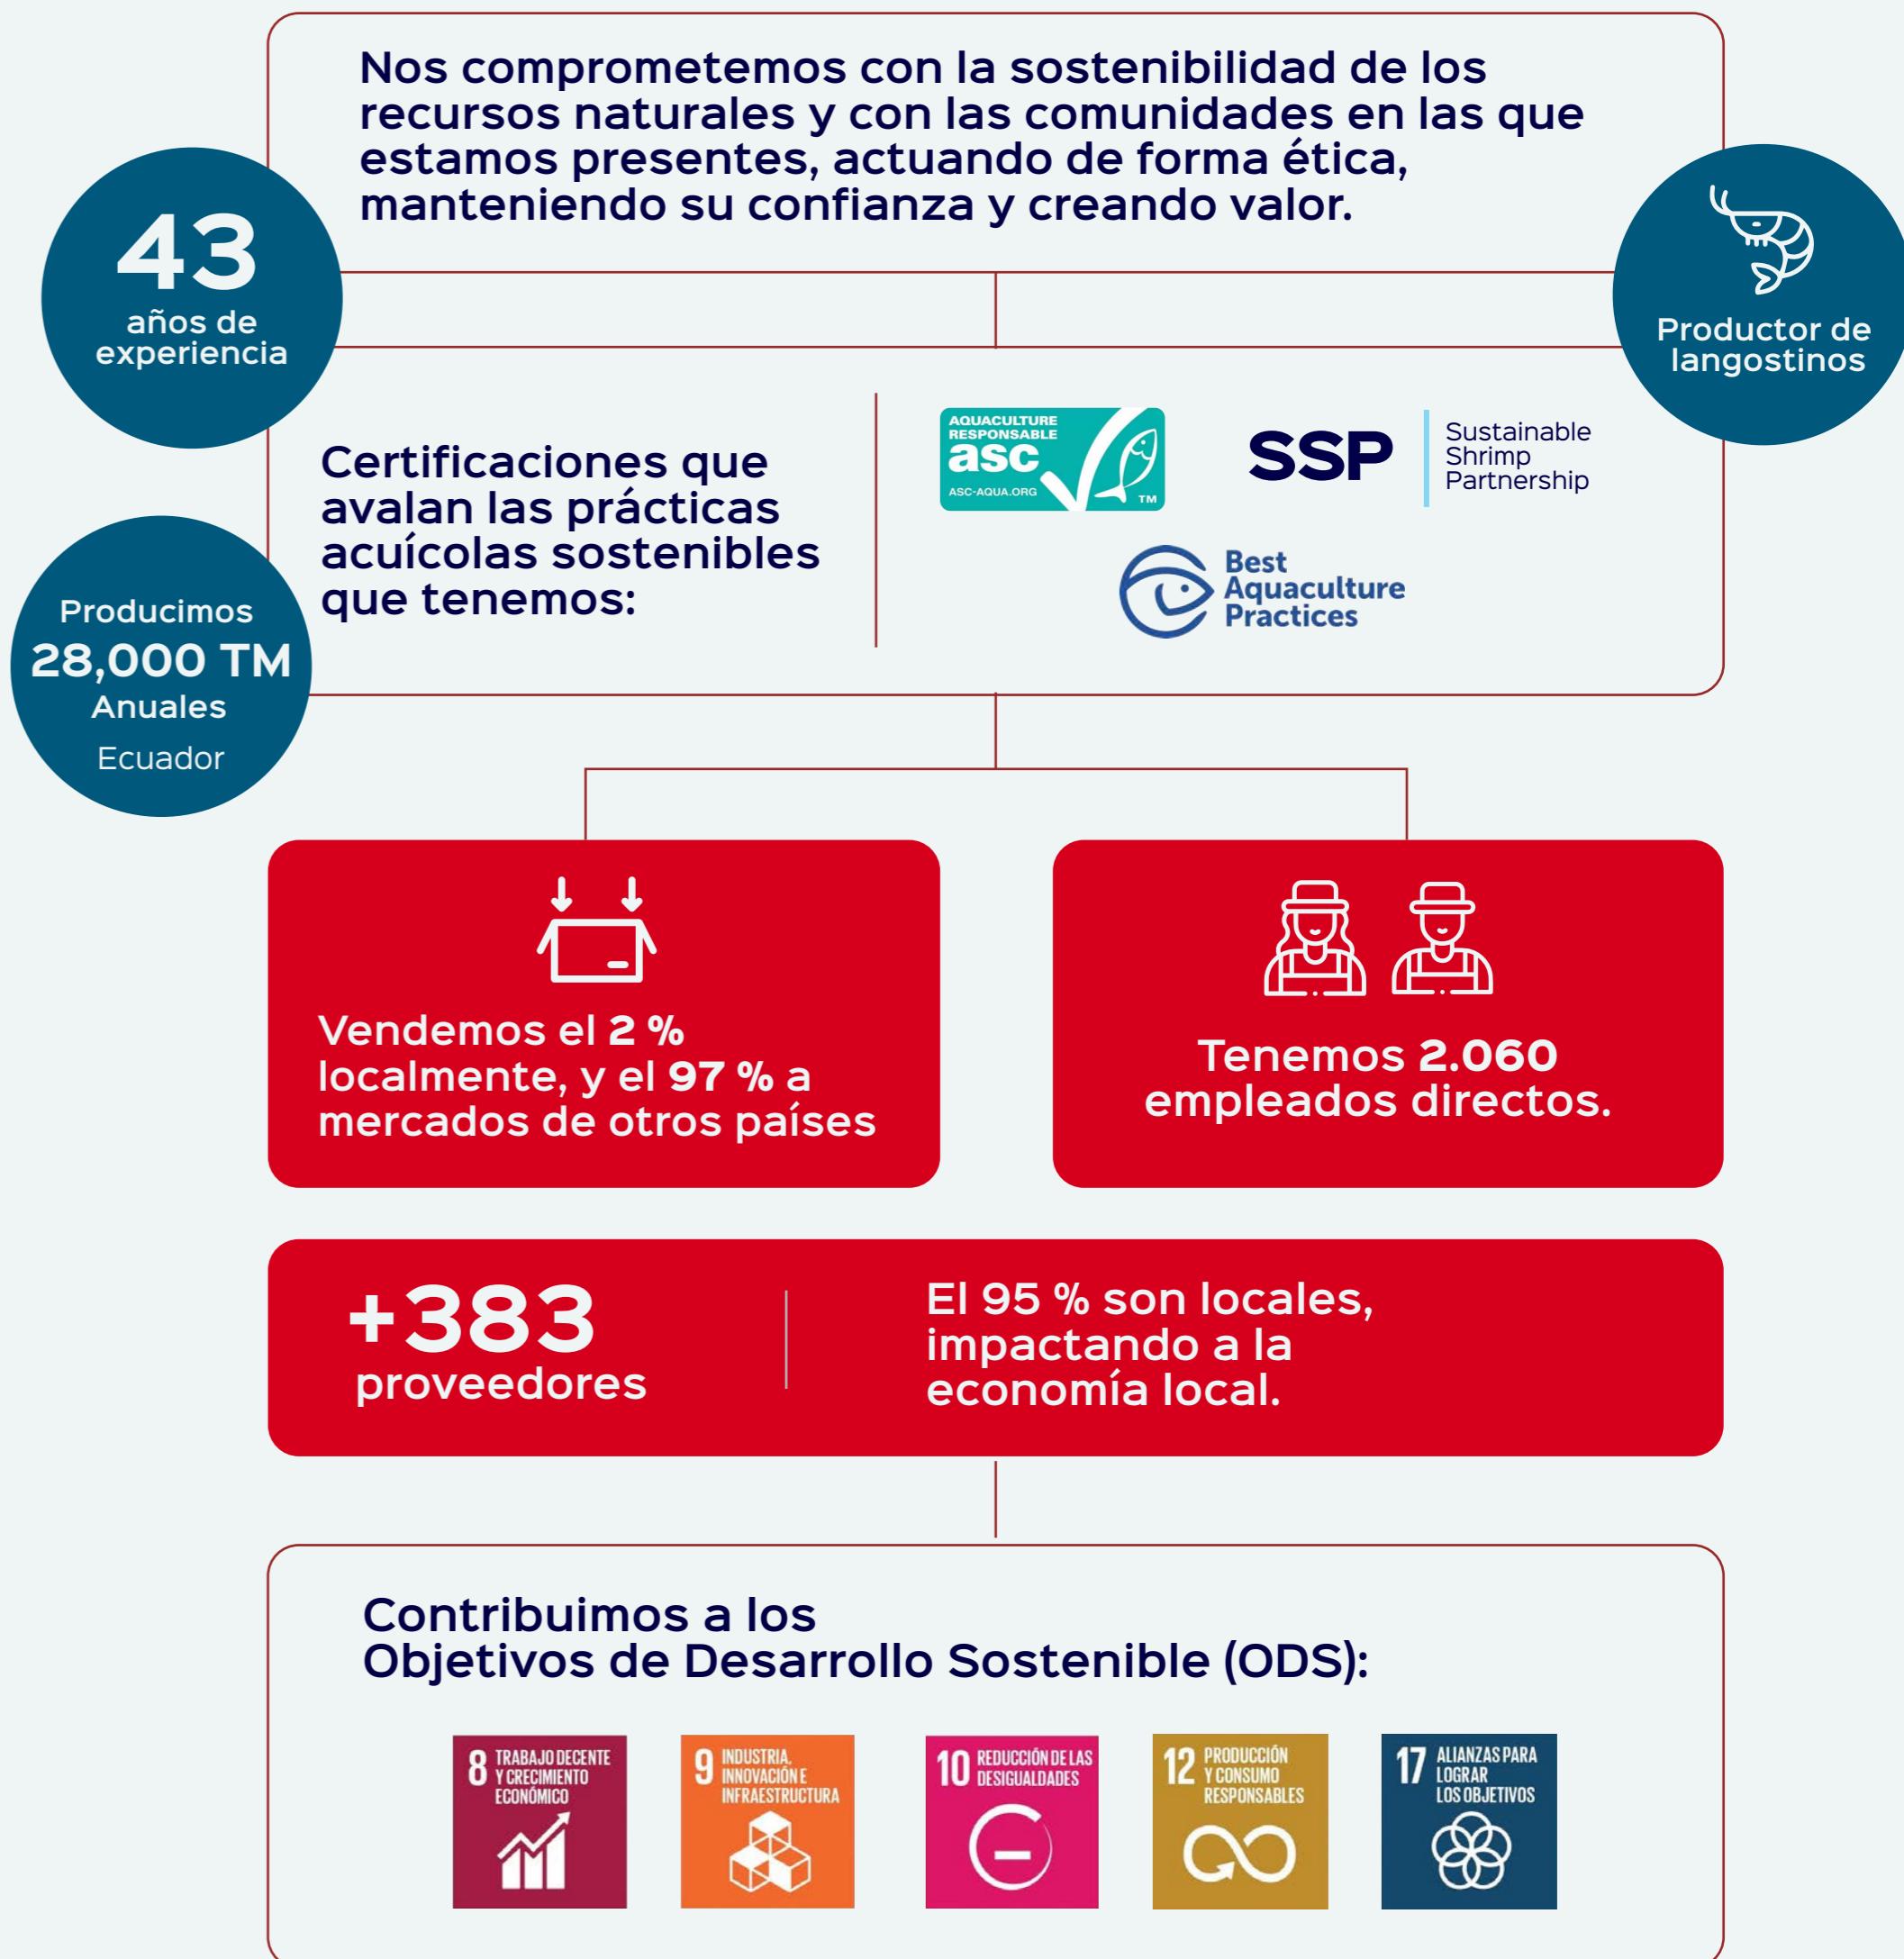 Nos comprometemos con la sostenibilidad de los
recursos naturales y con las comunidades en las que
estamos presentes, actuando de forma ética,
manteniendo su confianza y creando valor.
43
años de
experiencia
Productor de
langostinos
Certificaciones que
avalan las prácticas
acuícolas sostenibles
que tenemos:
AQUACULTURE
RESPONSABLE
asc
ASC-AQUA.ORG
TM
SSP
Sustainable
Shrimp
Partnership
Best
Aquaculture
Practices
Producimos
28,000 TM
Anuales
Ecuador
Vendemos el 2 %
localmente, y el 97 % a
mercados de otros países
Tenemos 2.060
empleados directos.
+383
proveedores
El 95 % son locales,
impactando a la
economía local.
Contribuimos a los
Objetivos de Desarrollo Sostenible (ODS):
8 TRABAJO DECENTE
Y CRECIMIENTO
ECONÓMICO
9 INDUSTRIA,
INNOVACIÓN E
INFRAESTRUCTURA
10 REDUCCIÓN DE LAS
DESIGUALDADES
12 PRODUCCIÓN
Y CONSUMO
RESPONSABLES
17 ALIANZAS PARA
LOGRAR
LOS OBJETIVOS